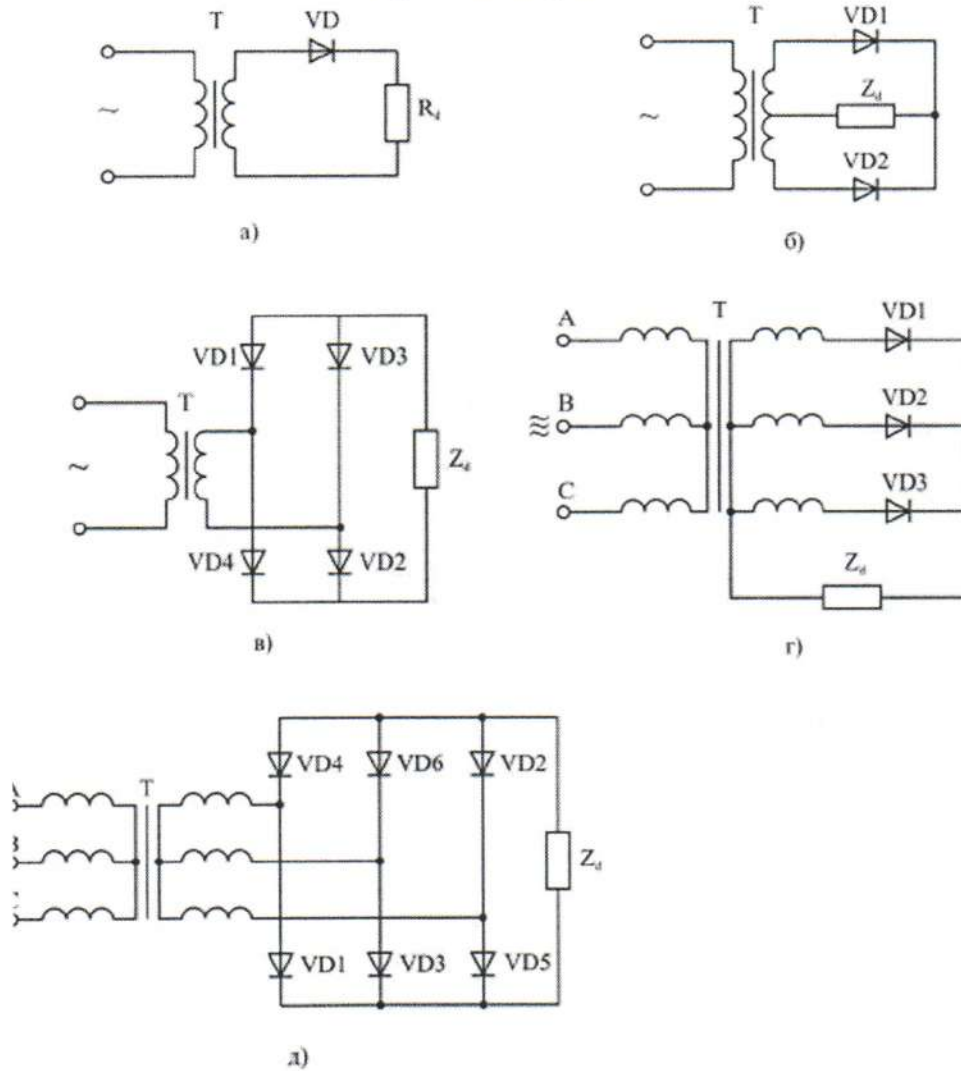 T VD
~ R_d
а)
T VD1
Z_d
~
VD2
б)
VD1 VD3
T
~ Z_d
VD4 VD2
в)
A T VD1
B VD2
≈
C VD3
Z_d
г)
VD4 VD6 VD2
T
B
Z_d
VD1 VD3 VD5
д)